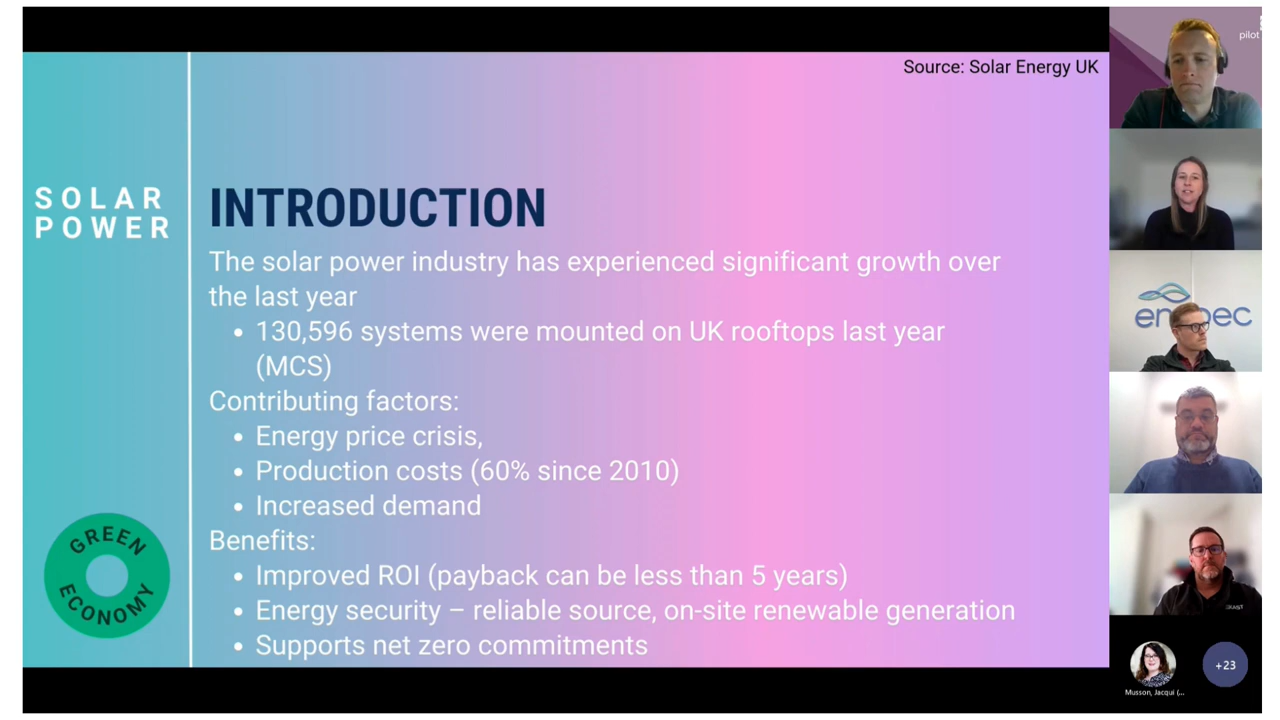 Source: Solar Energy UK
SOLAR
POWER
INTRODUCTION
The solar power industry has experienced significant growth over
the last year
• 130,596 systems were mounted on UK rooftops last year
(MCS)
Contributing factors:
• Energy price crisis,
• Production costs (60% since 2010)
• Increased demand
Benefits:
• Improved ROI (payback can be less than 5 years)
• Energy security – reliable source, on-site renewable generation
• Supports net zero commitments
GREEN
ECONOMY
pilot
+23
Musson, Jacqui (...